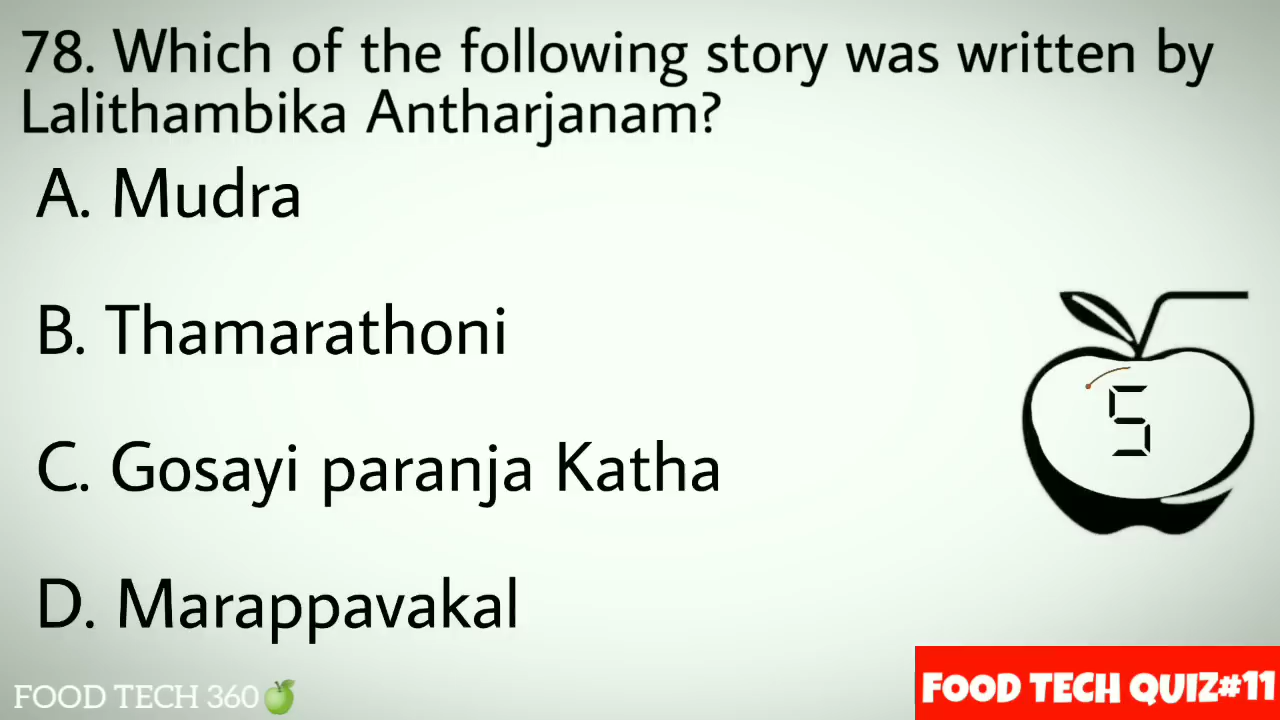 78. Which of the following story was written by
Lalithambika Antharjanam?
A. Mudra
B. Thamarathoni
C. Gosayi paranja Katha
D. Marappavakal
5
FOOD TECH 360
FOOD TECH QUIZ#11